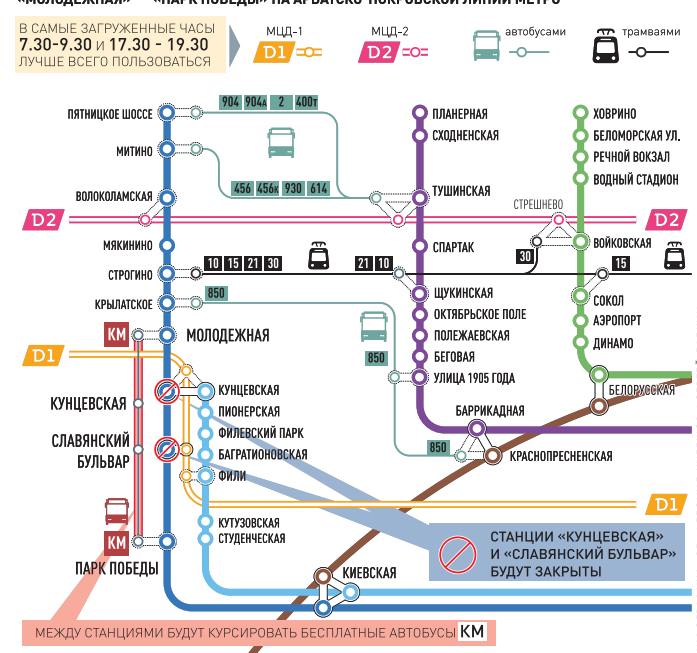 «МОЛОДЕЖНАЯ» — «ПАРК ПОБЕДЫ» НА АРБАТСКО-ПОКРОВСКОЙ ЛИНИИ МЕТРО
В САМЫЕ ЗАГРУЖЕННЫЕ ЧАСЫ
7.30-9.30 и 17.30 - 19.30
ЛУЧШЕ ВСЕГО ПОЛЬЗОВАТЬСЯ
МЦД-1
D1
МЦД-2
D2
автобусами
трамваями
904 904А 2 400т
ПЯТНИЦКОЕ ШОССЕ
ПЛАНЕРНАЯ
ХОВРИНО
СХОДНЕНСКАЯ
БЕЛОМОРСКАЯ УЛ.
МИТИНО
РЕЧНОЙ ВОКЗАЛ
ВОДНЫЙ СТАДИОН
456 456к 930 614
ВОЛОКОЛАМСКАЯ
ТУШИНСКАЯ
СТРЕШНЕВО
D2
D2
МЯКИНИНО
СПАРТАК
ВОЙКОВСКАЯ
30
СТРОГИНО
10 15 21 30
21 10
15
КРЫЛАТСКОЕ
850
ЩУКИНСКАЯ
СОКОЛ
ОКТЯБРЬСКОЕ ПОЛЕ
АЭРОПОРТ
КМ
МОЛОДЕЖНАЯ
ПОЛЕЖАЕВСКАЯ
ДИНАМО
D1
850
БЕГОВАЯ
УЛИЦА 1905 ГОДА
КУНЦЕВСКАЯ
КУНЦЕВСКАЯ
БЕЛОРУССКАЯ
ПИОНЕРСКАЯ
БАРРИКАДНАЯ
ФИЛЕВСКИЙ ПАРК
СЛАВЯНСКИЙ
БУЛЬВАР
БАГРАТИОНОВСКАЯ
850
КРАСНОПРЕСНЕНСКАЯ
ФИЛИ
D1
КУТУЗОВСКАЯ
СТУДЕНЧЕСКАЯ
КМ
ПАРК ПОБЕДЫ
КИЕВСКАЯ
СТАНЦИИ «КУНЦЕВСКАЯ»
И «СЛАВЯНСКИЙ БУЛЬВАР»
БУДУТ ЗАКРЫТЫ
МЕЖДУ СТАНЦИЯМИ БУДУТ КУРСИРОВАТЬ БЕСПЛАТНЫЕ АВТОБУСЫ КМ